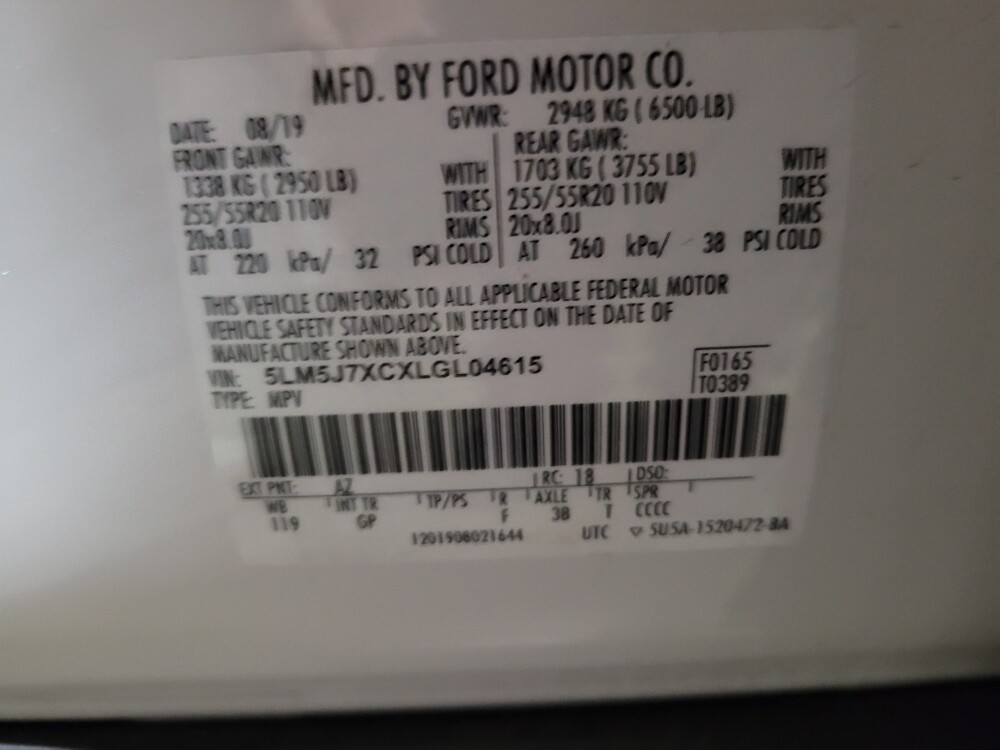 MFD. BY FORD MOTOR CO.
DATE: 08/19 GVWR: 2948 KG ( 6500 LB)
FRONT GAWR: REAR GAWR:
1338 KG ( 2950 LB) WITH 1703 KG ( 3755 LB) WITH
255/55R20 110V TIRES 255/55R20 110V TIRES
20x8.0J RIMS 20x8.0J RIMS
AT 220 kPa/ 32 PSI COLD AT 260 kPa/ 38 PSI COLD
THIS VEHICLE CONFORMS TO ALL APPLICABLE FEDERAL MOTOR
VEHICLE SAFETY STANDARDS IN EFFECT ON THE DATE OF
MANUFACTURE SHOWN ABOVE.
VIN: 5LM5J7XCXLGL04615 F0165
TYPE: MPV T0389
EXT PNT: AZ RC: 18 DSO:
WB INT TR TP/PS R AXLE TR SPR
119 GP F 3B T CCCC
1201908021644 UTC ▽ 5U5A-1520472-BA